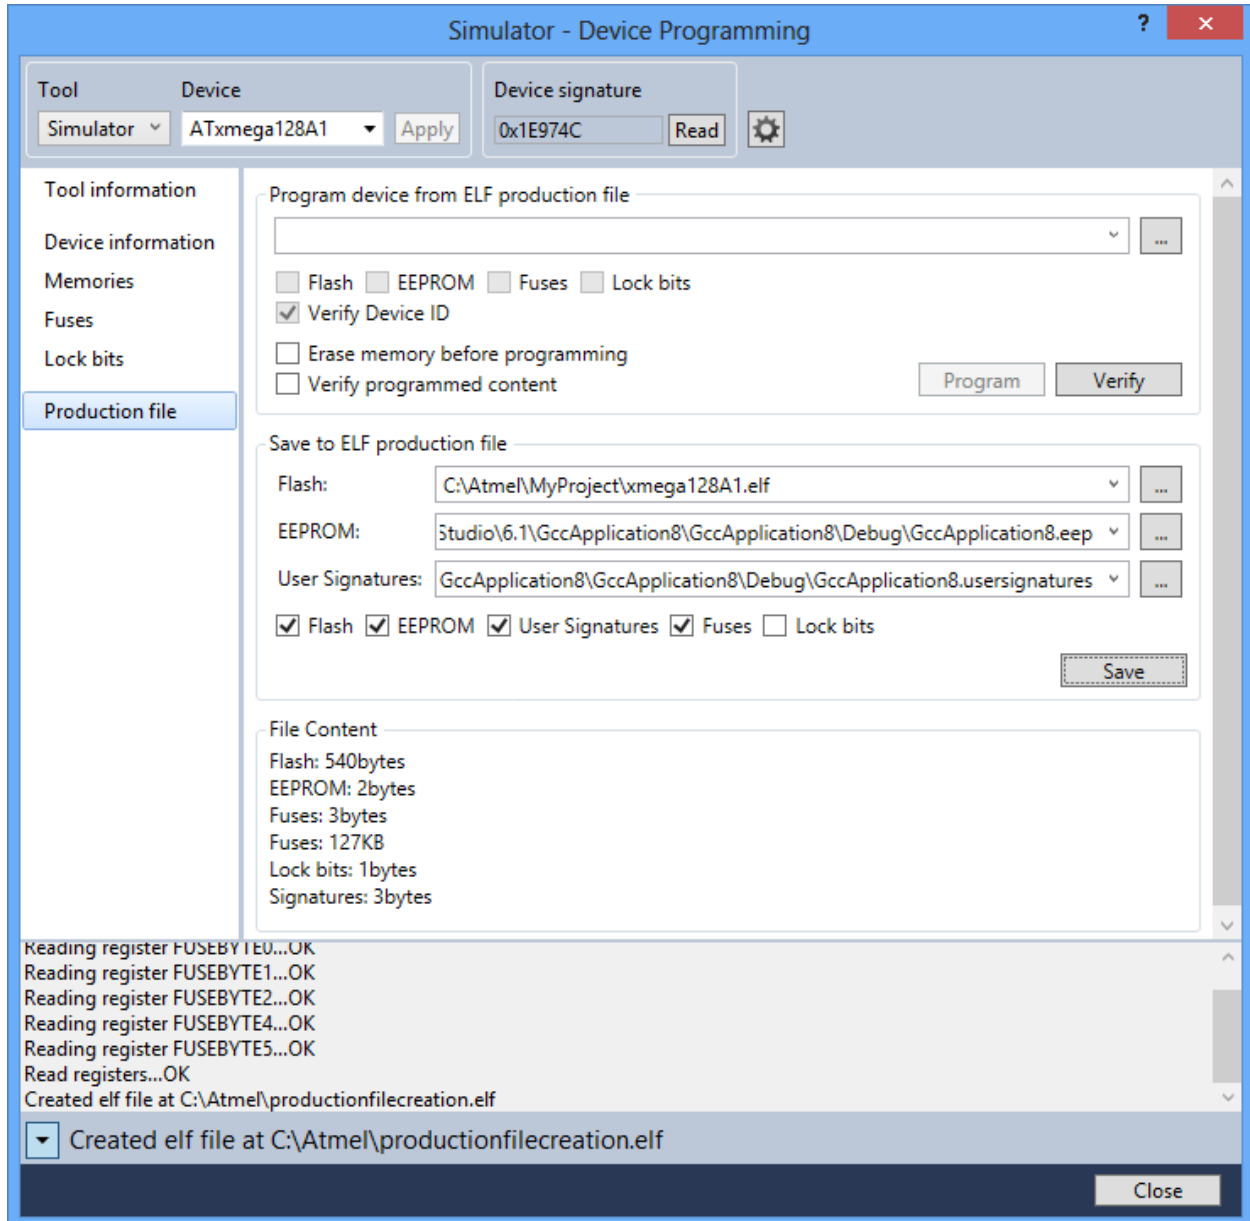 Simulator - Device Programming ?
Tool Device Device signature
Simulator ATxmega128A1 Apply 0x1E974C Read
Tool information
Device information
Memories
Fuses
Lock bits
Production file
Program device from ELF production file
...
Flash EEPROM Fuses Lock bits
Verify Device ID
Erase memory before programming
Verify programmed content
Program Verify
Save to ELF production file
Flash: C:\Atmel\MyProject\xmega128A1.elf ...
EEPROM: Studio\6.1\GccApplication8\GccApplication8\Debug\GccApplication8.eep ...
User Signatures: GccApplication8\GccApplication8\Debug\GccApplication8.usersignatures ...
Flash EEPROM User Signatures Fuses Lock bits
Save
File Content
Flash: 540bytes
EEPROM: 2bytes
Fuses: 3bytes
Fuses: 127KB
Lock bits: 1bytes
Signatures: 3bytes
Reading register FUSEBYTE0...OK
Reading register FUSEBYTE1...OK
Reading register FUSEBYTE2...OK
Reading register FUSEBYTE4...OK
Reading register FUSEBYTE5...OK
Read registers...OK
Created elf file at C:\Atmel\productionfilecreation.elf
Created elf file at C:\Atmel\productionfilecreation.elf
Close